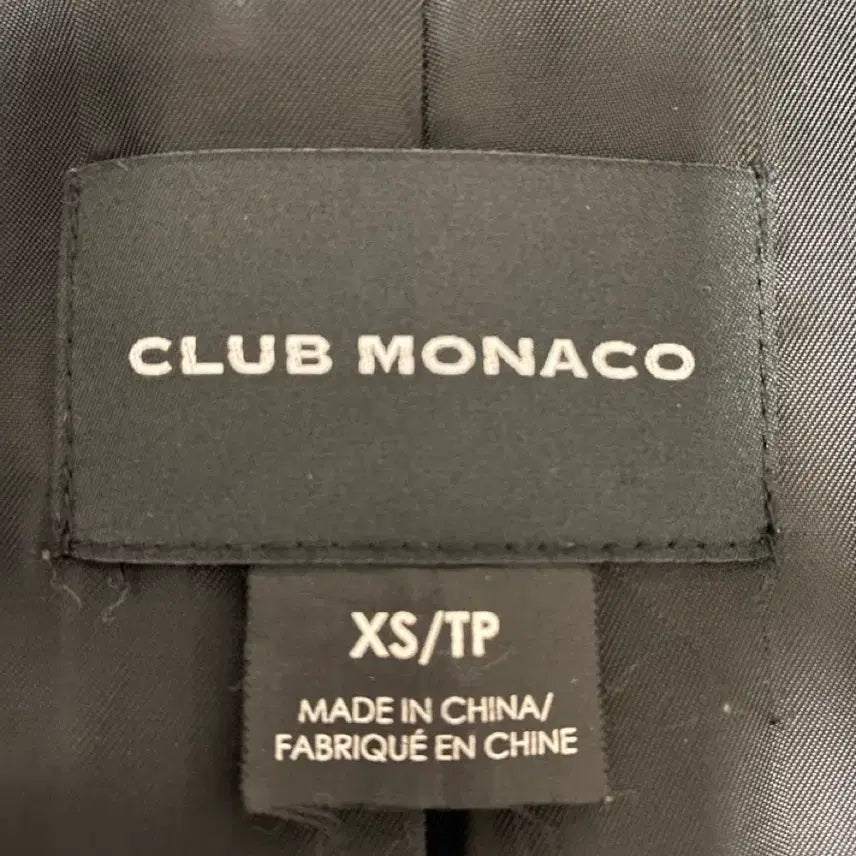 CLUB MONACO
XS/TP
MADE IN CHINA/
FABRIQUÉ EN CHINE